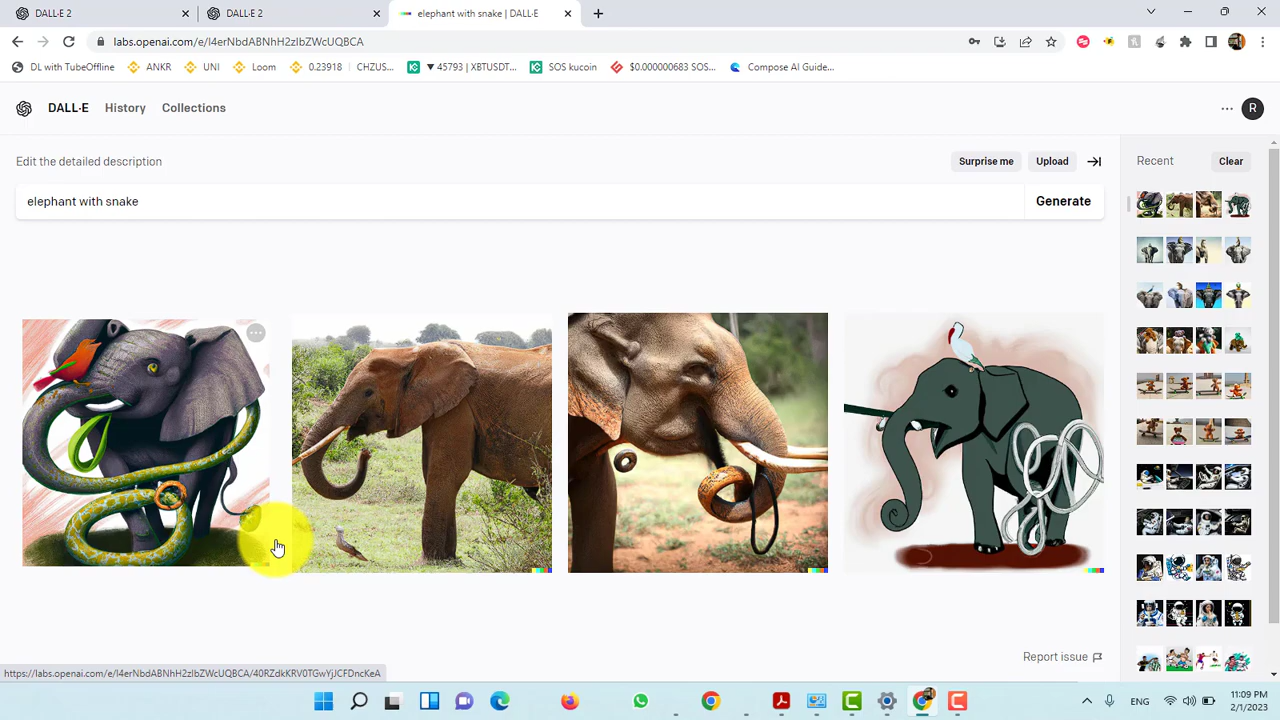 DALL·E 2
DALL·E 2
elephant with snake | DALL·E
labs.openai.com/e/I4erNbdABNhH2zIbZWcUQBCA
DL with TubeOffline
ANKR
UNI
Loom
0.23918 | CHZUS...
▼45793 | XBTUSDT...
SOS kucoin
$0.000000683 SOS...
Compose AI Guide...
DALL·E
History
Collections
R
Edit the detailed description
Surprise me
Upload
Recent
Clear
elephant with snake
Generate
Report issue
https://labs.openai.com/e/I4erNbdABNhH2zIbZWcUQBCA/40RZdkKRV0TGwYjJCFDncKeA
ENG
11:09 PM
2/1/2023